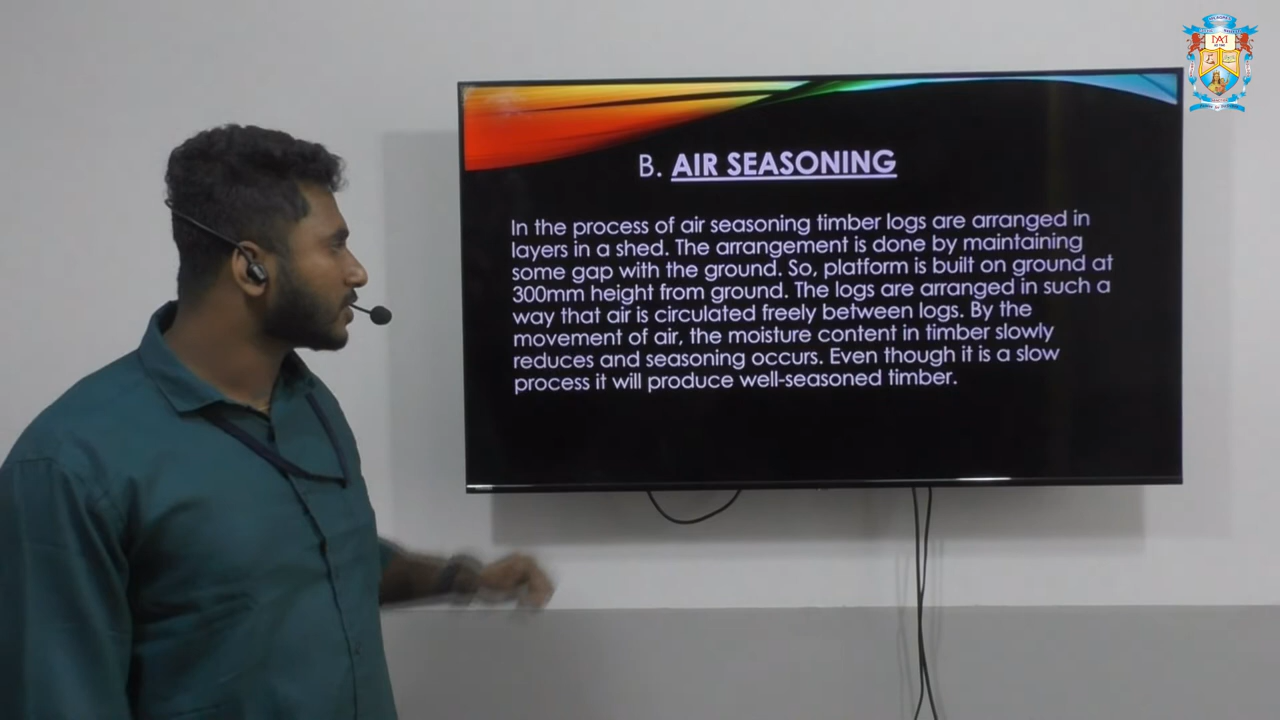 B. AIR SEASONING
In the process of air seasoning timber logs are arranged in
layers in a shed. The arrangement is done by maintaining
some gap with the ground. So, platform is built on ground at
300mm height from ground. The logs are arranged in such a
way that air is circulated freely between logs. By the
movement of air, the moisture content in timber slowly
reduces and seasoning occurs. Even though it is a slow
process it will produce well-seasoned timber.